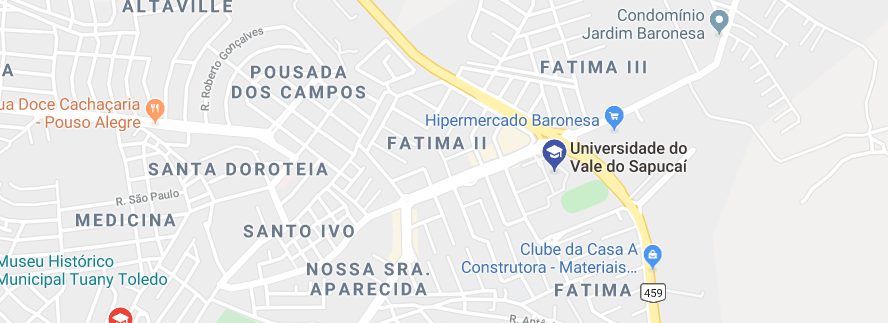 ALTAVILLE
Condomínio
Jardim Baronesa
R. Roberto Gonçalves
POUSADA
DOS CAMPOS
FATIMA III
A
ua Doce Cachaçaria
- Pouso Alegre
Hipermercado Baronesa
FATIMA II
Universidade do
Vale do Sapucaí
SANTA DOROTEIA
R. São Paulo
MEDICINA
SANTO IVO
Museu Histórico
Municipal Tuany Toledo
NOSSA SRA.
APARECIDA
Clube da Casa A
Construtora - Materiais...
FATIMA
459
R. Antô